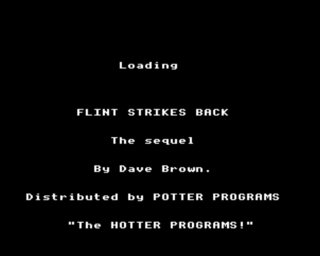 Loading
FLINT STRIKES BACK
The sequel
By Dave Brown.
Distributed by POTTER PROGRAMS
"The HOTTER PROGRAMS!"